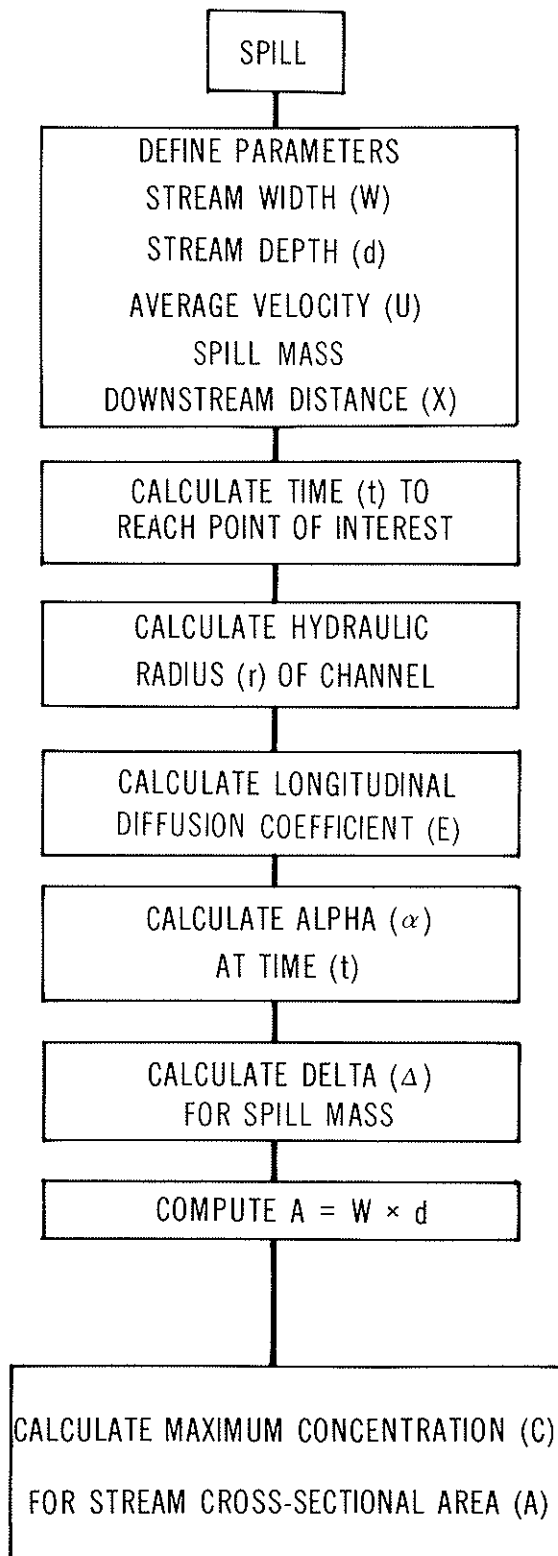 SPILL
DEFINE PARAMETERS
STREAM WIDTH (W)
STREAM DEPTH (d)
AVERAGE VELOCITY (U)
SPILL MASS
DOWNSTREAM DISTANCE (X)
CALCULATE TIME (t) TO
REACH POINT OF INTEREST
CALCULATE HYDRAULIC
RADIUS (r) OF CHANNEL
CALCULATE LONGITUDINAL
DIFFUSION COEFFICIENT (E)
CALCULATE ALPHA (α)
AT TIME (t)
CALCULATE DELTA (Δ)
FOR SPILL MASS
COMPUTE A = W × d
CALCULATE MAXIMUM CONCENTRATION (C)
FOR STREAM CROSS-SECTIONAL AREA (A)